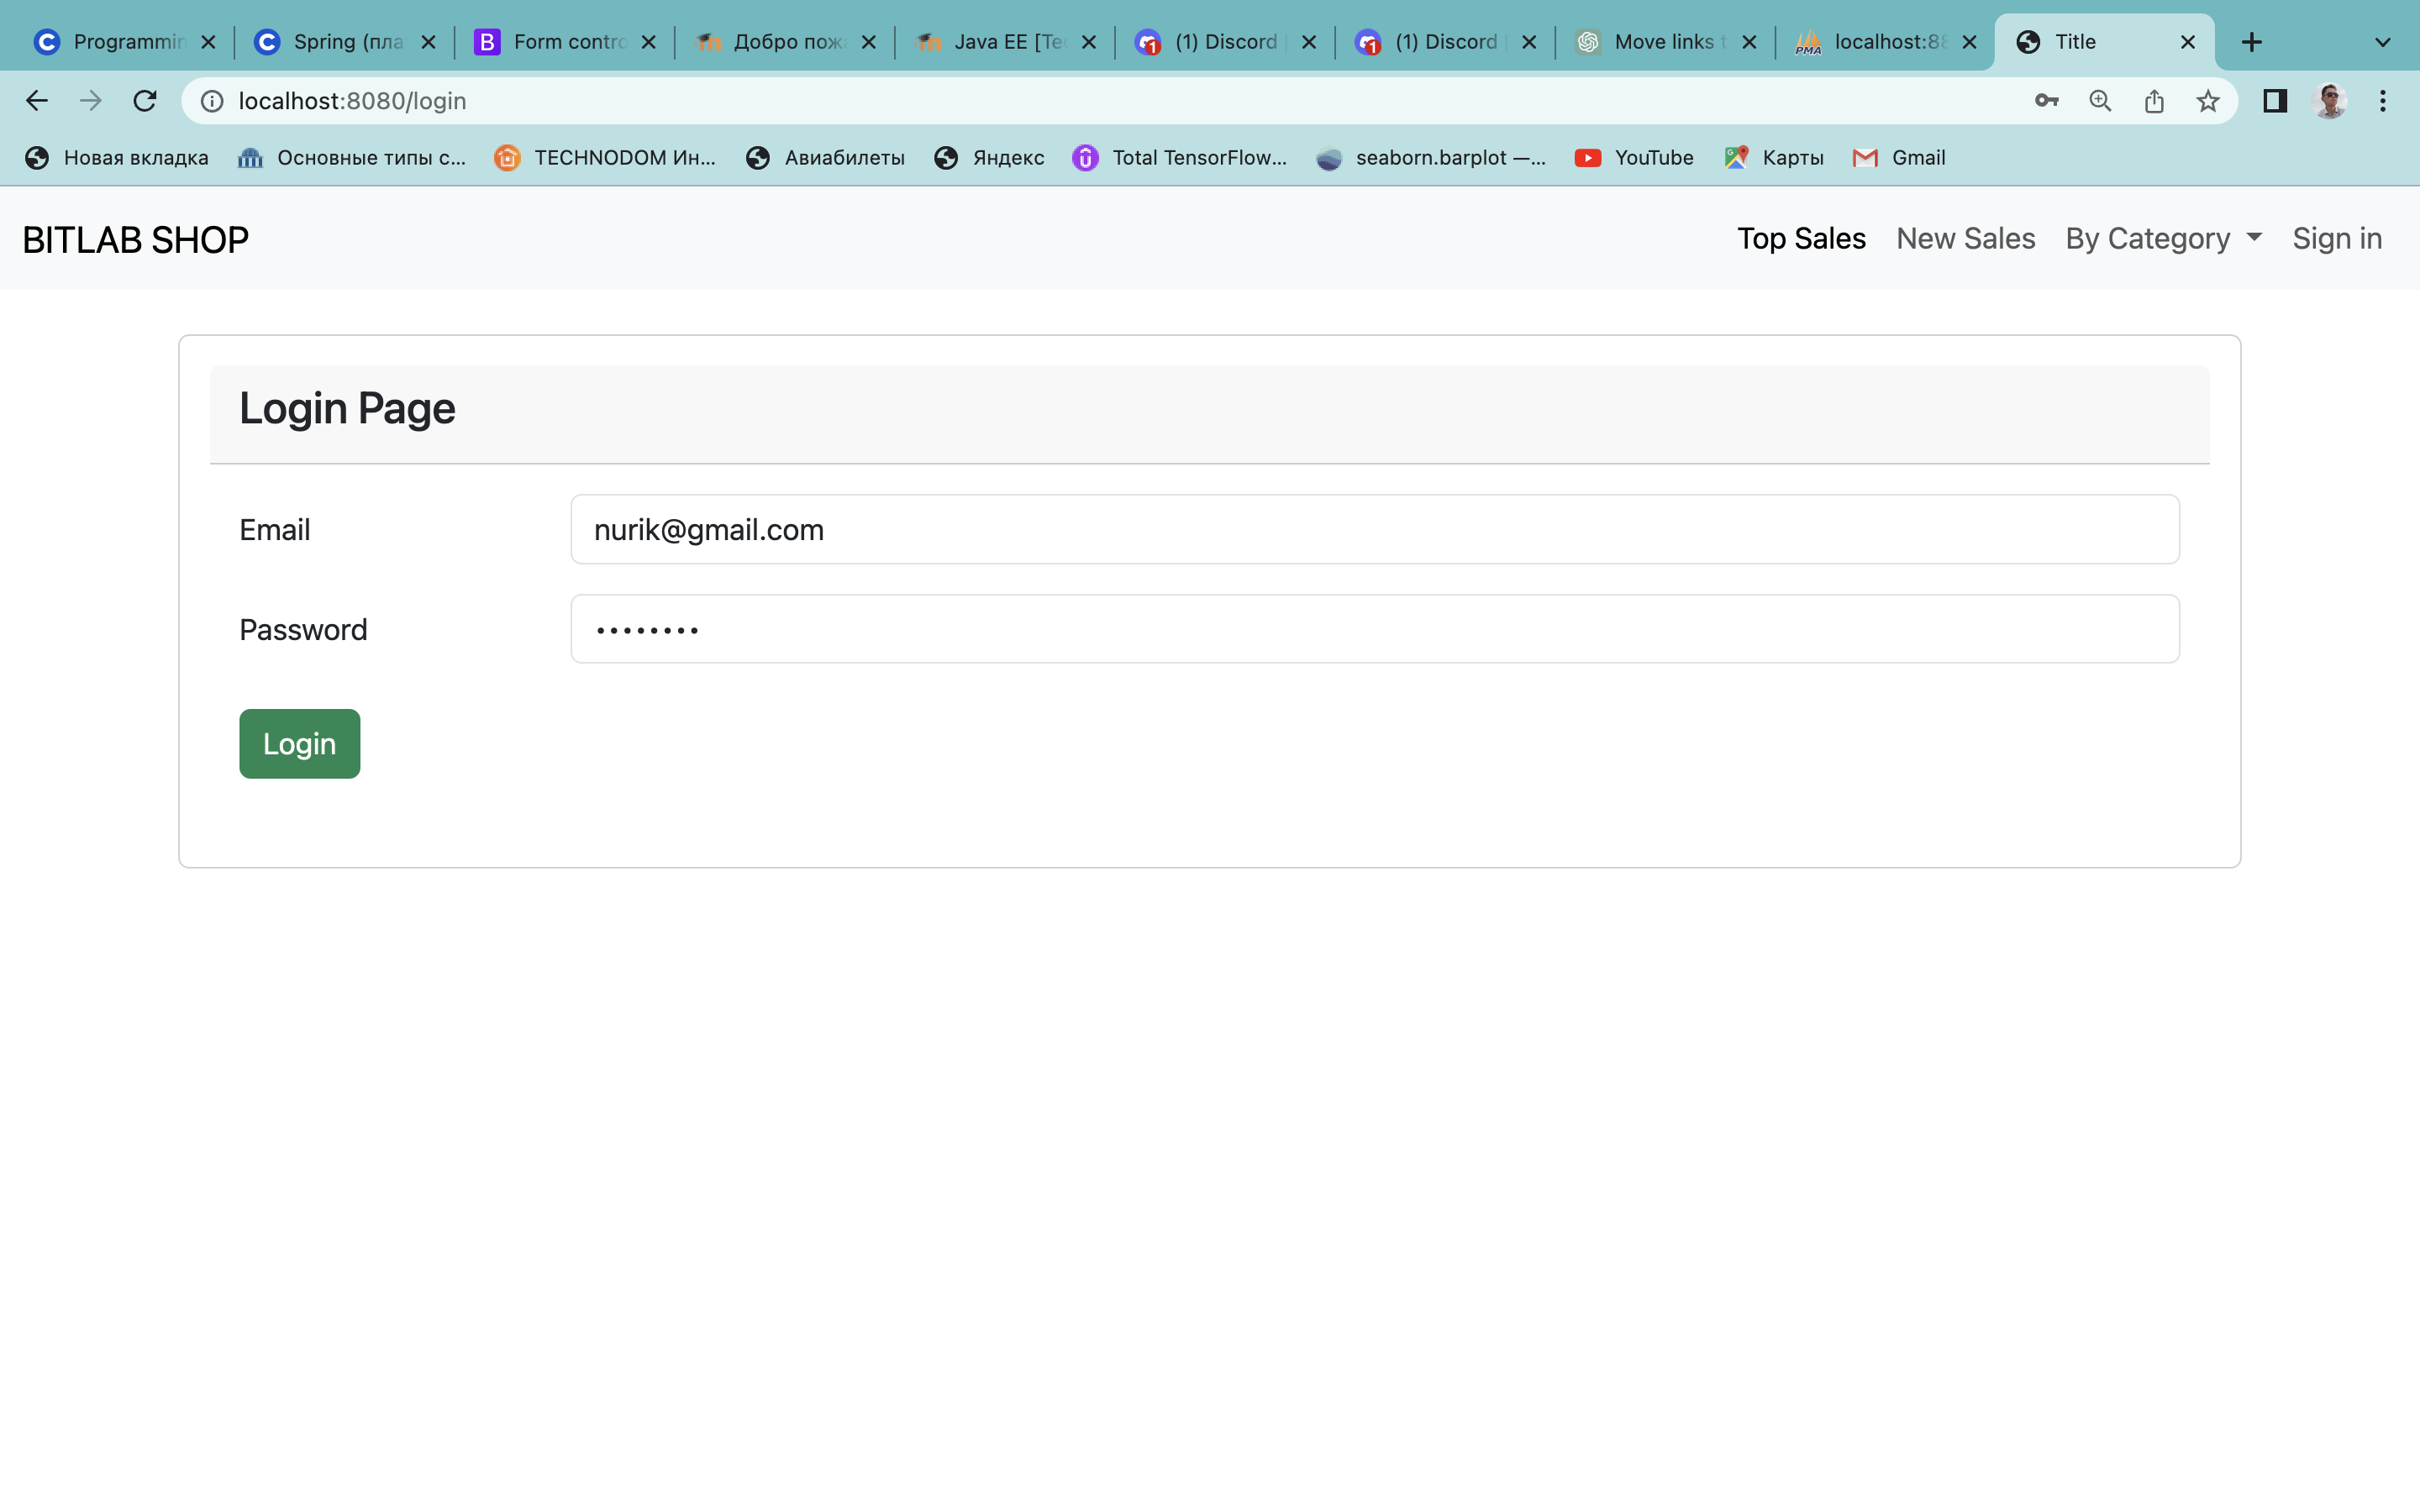 Programmin Spring (пла Form contro Добро пожа Java EE [Te (1) Discord (1) Discord Move links t localhost:88 Title
localhost:8080/login
Новая вкладка Основные типы с... TECHNODOM Ин... Авиабилеты Яндекс Total TensorFlow... seaborn.barplot —... YouTube Карты Gmail
BITLAB SHOP Top Sales New Sales By Category Sign in
Login Page
Email nurik@gmail.com
Password ••••••••
Login